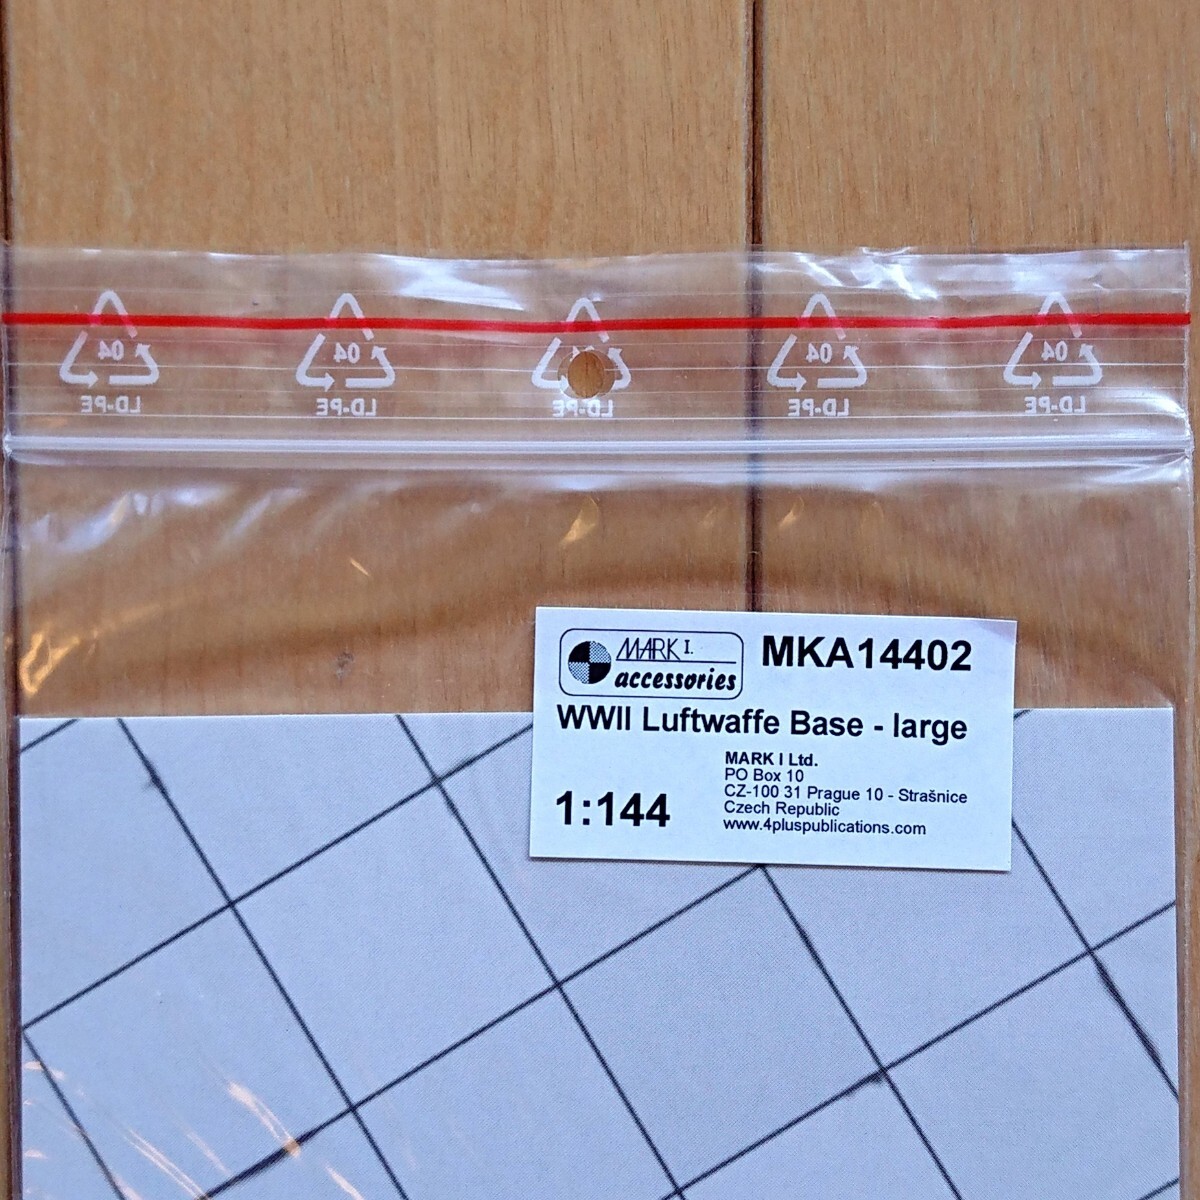 04 04 04 04
LD-PE LD-PE LD-PE LD-PE LD-PE
MARK I.
accessories
MKA14402
WWII Luftwaffe Base - large
1:144
MARK I Ltd.
PO Box 10
CZ-100 31 Prague 10 - Strašnice
Czech Republic
www.4pluspublications.com